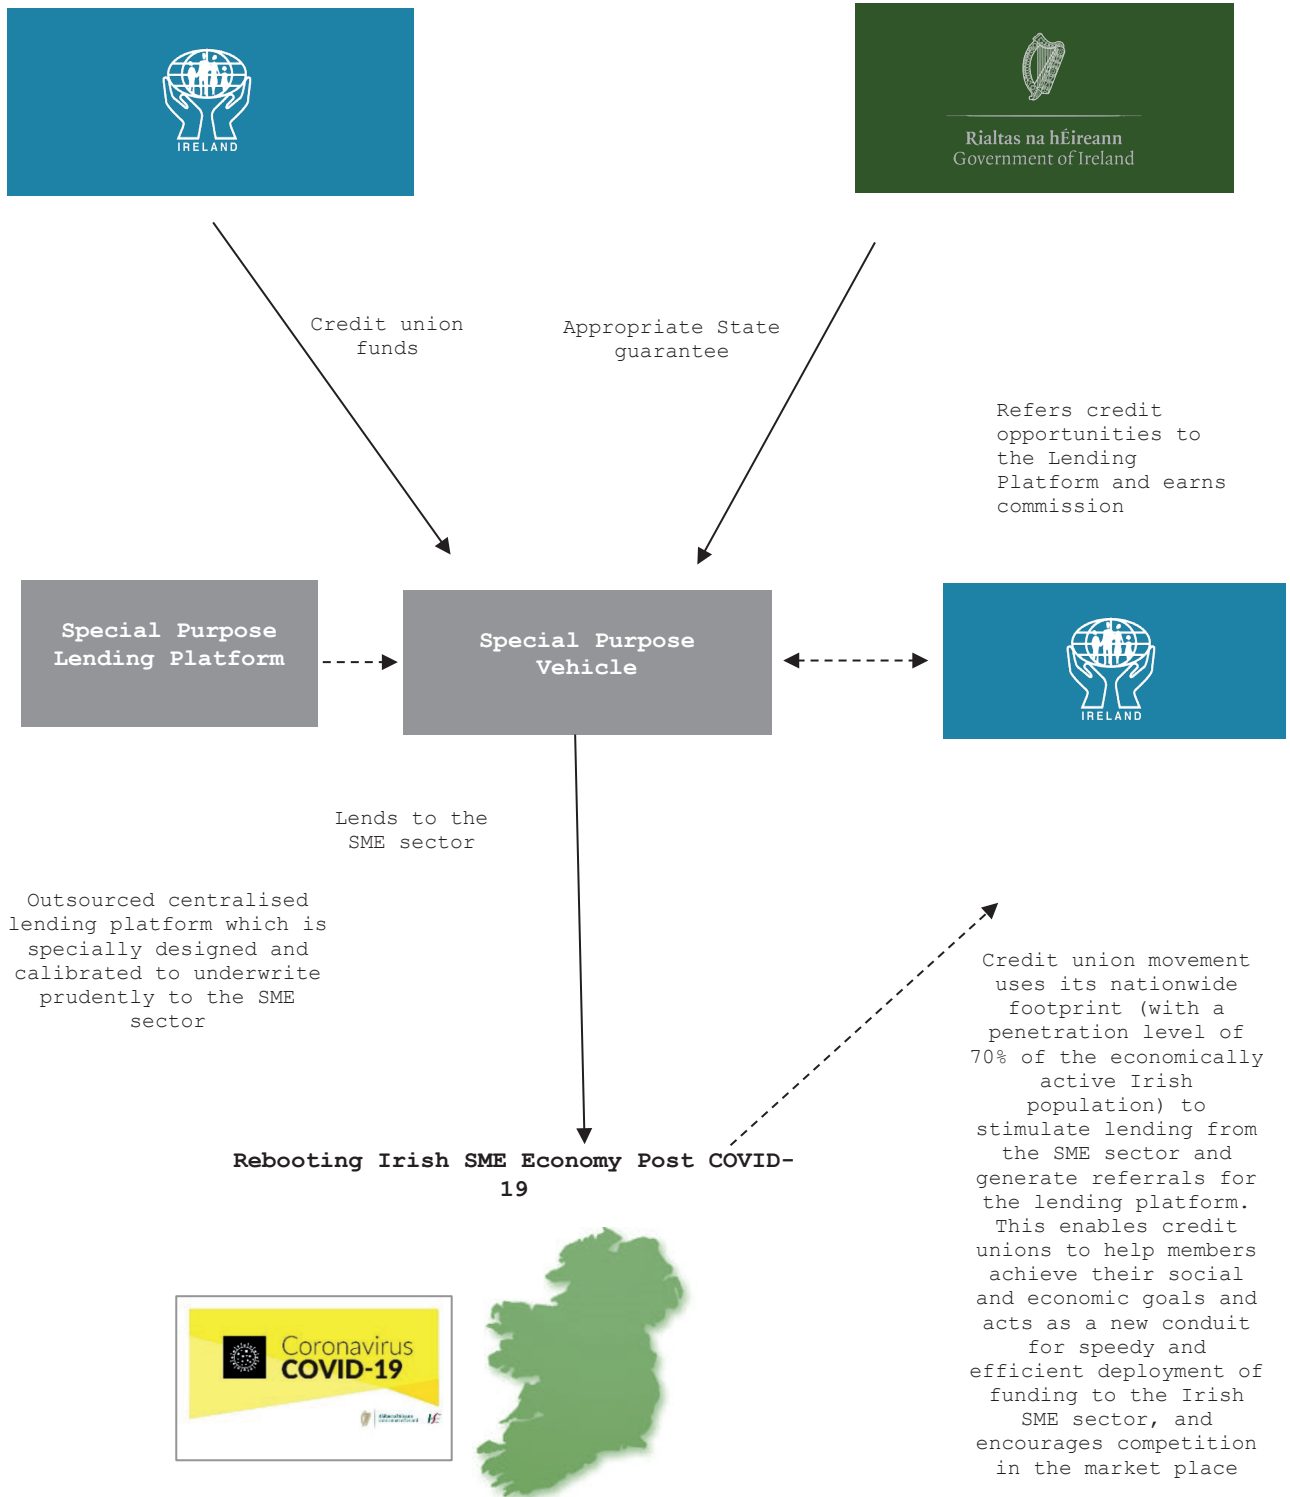 IRELAND
Rialtas na hÉireann
Government of Ireland
Credit union
funds
Appropriate State
guarantee
Refers credit
opportunities to
the Lending
Platform and earns
commission
Special Purpose
Lending Platform
Special Purpose
Vehicle
IRELAND
Lends to the
SME sector
Outsourced centralised
lending platform which is
specially designed and
calibrated to underwrite
prudently to the SME
sector
Credit union movement
uses its nationwide
footprint (with a
penetration level of
70% of the economically
active Irish
population) to
stimulate lending from
the SME sector and
generate referrals for
the lending platform.
This enables credit
unions to help members
achieve their social
and economic goals and
acts as a new conduit
for speedy and
efficient deployment of
funding to the Irish
SME sector, and
encourages competition
in the market place
Rebooting Irish SME Economy Post COVID-
19
Coronavirus
COVID-19